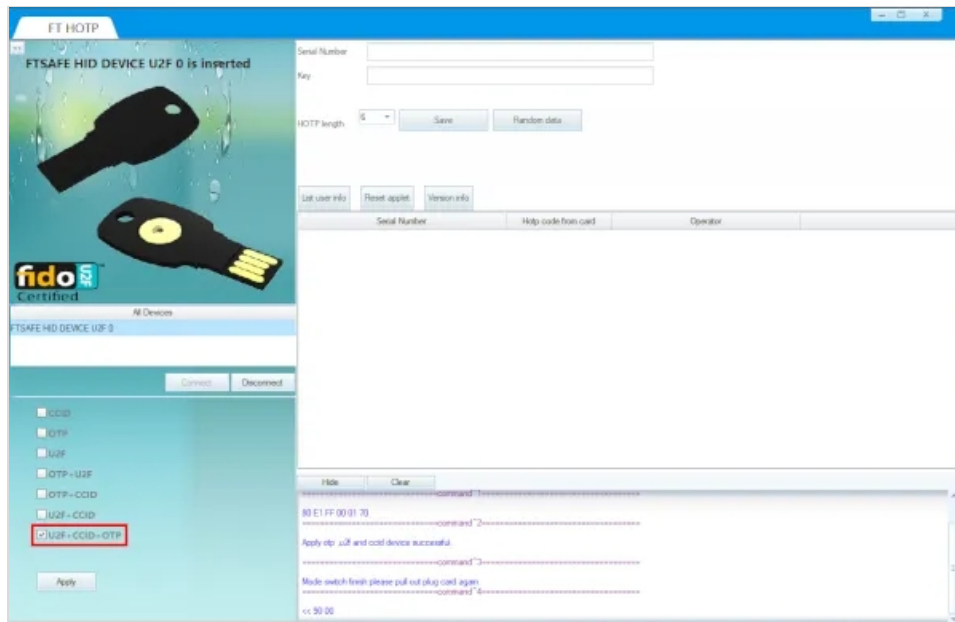 FT HOTP
FTSAFE HID DEVICE U2F 0 is inserted
fido U2F
Certified
All Devices
FTSAFE HID DEVICE U2F 0
Connect Disconnect
CCID
OTP
U2F
OTP+U2F
OTP+CCID
U2F+CCID
U2F+CCID+OTP
Apply
Serial Number
Key
HOTP length 6 Save Random data
List user info Reset applet Version info
Serial Number Hotp code from card Operator
Hide Clear
command^1
80 E1 FF 00 01 70
command^2
Apply otp ,u2f and ccid device successful.
command^3
Mode switch finish please pull out plug card again
command^4
<< 90 00